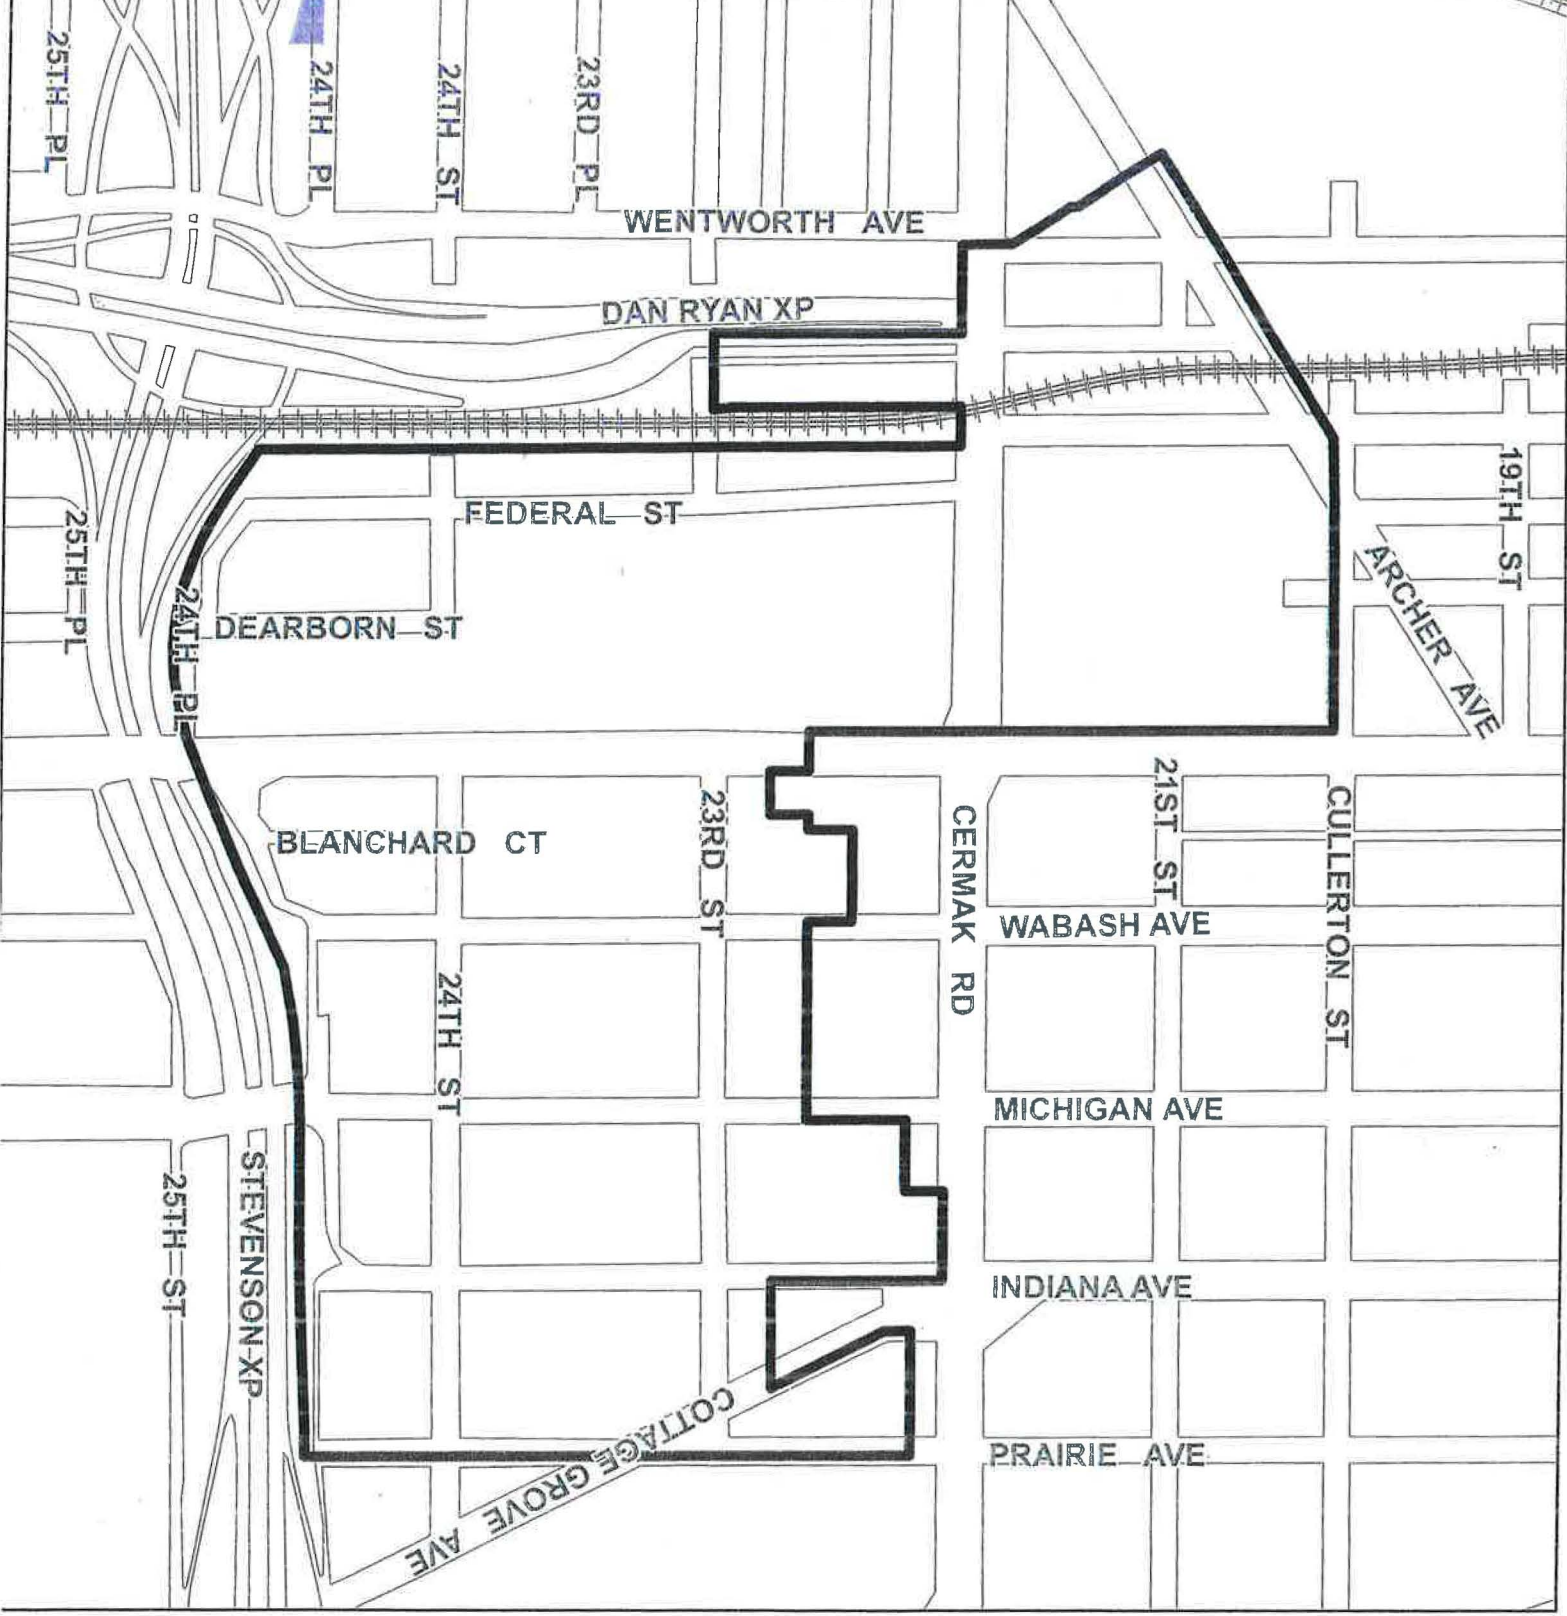 25TH PL
24TH PL
24TH ST
23RD PL
WENTWORTH AVE
DAN RYAN XP
FEDERAL ST
19TH ST
25TH PL
ARCHER AVE
24TH PL
DEARBORN ST
BLANCHARD CT
23RD ST
CERMAK RD
21ST ST
CULLERTON ST
WABASH AVE
24TH ST
MICHIGAN AVE
25TH ST
STEVENSON XP
INDIANA AVE
COTTAGE GROVE AVE
PRAIRIE AVE